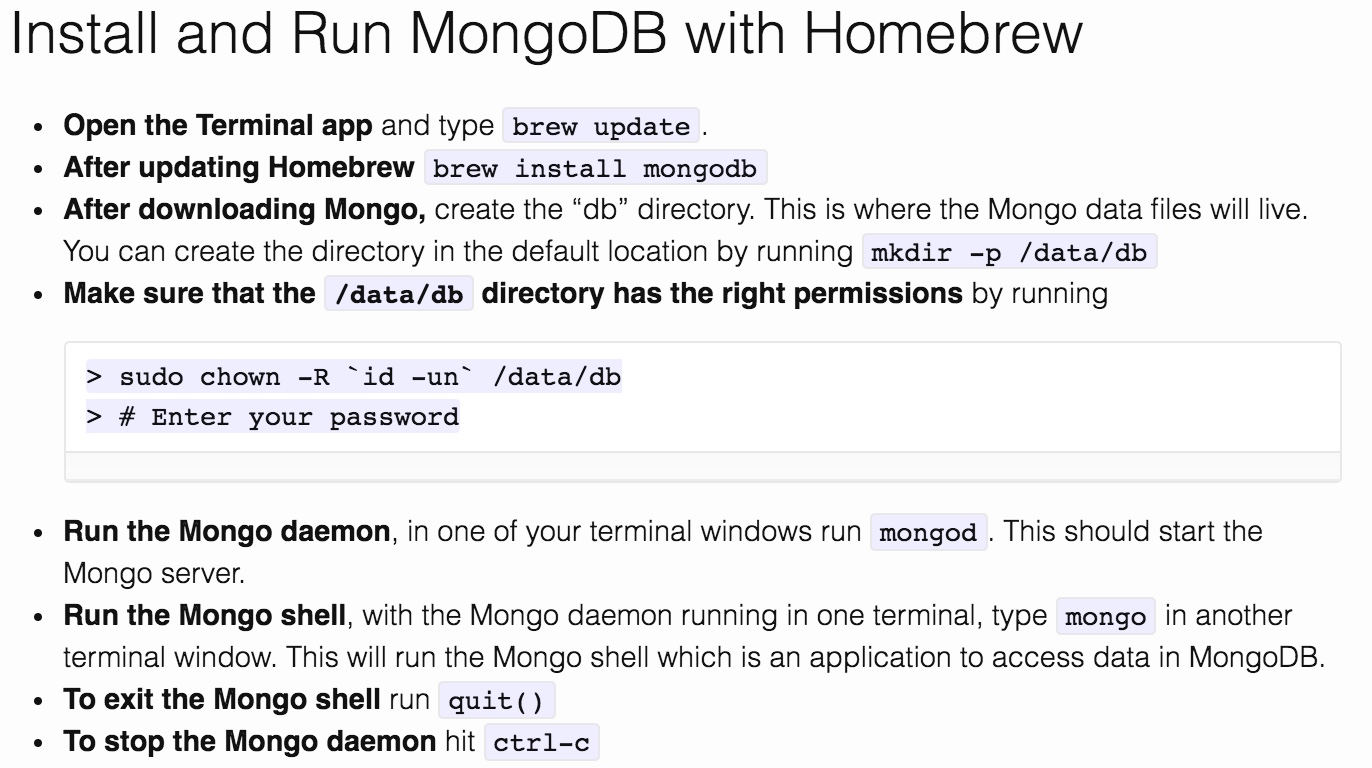 Install and Run MongoDB with Homebrew
• Open the Terminal app and type brew update .
• After updating Homebrew brew install mongodb
• After downloading Mongo, create the “db” directory. This is where the Mongo data files will live.
You can create the directory in the default location by running mkdir -p /data/db
• Make sure that the /data/db directory has the right permissions by running
> sudo chown -R `id -un` /data/db
> # Enter your password
• Run the Mongo daemon, in one of your terminal windows run mongod . This should start the
Mongo server.
• Run the Mongo shell, with the Mongo daemon running in one terminal, type mongo in another
terminal window. This will run the Mongo shell which is an application to access data in MongoDB.
• To exit the Mongo shell run quit()
• To stop the Mongo daemon hit ctrl-c